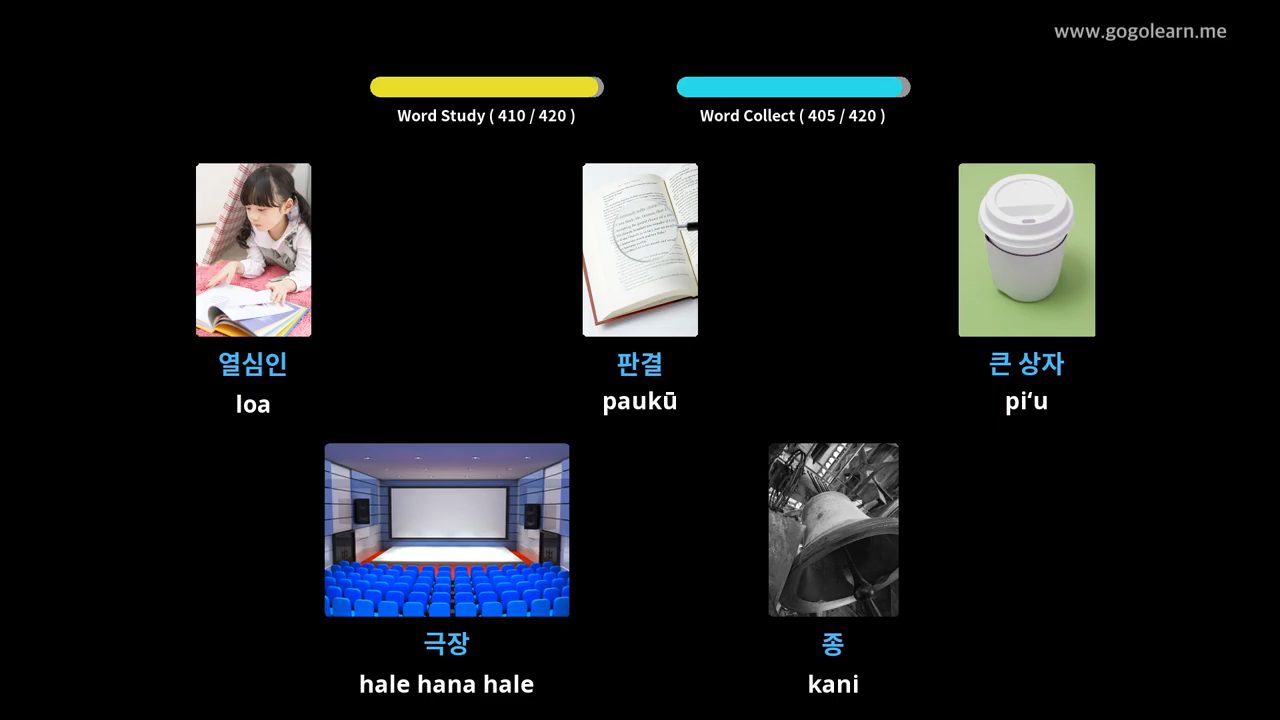 www.gogolearn.me
Word Study ( 410 / 420 )
Word Collect ( 405 / 420 )
열심인
loa
판결
paukū
큰 상자
piʻu
극장
hale hana hale
종
kani